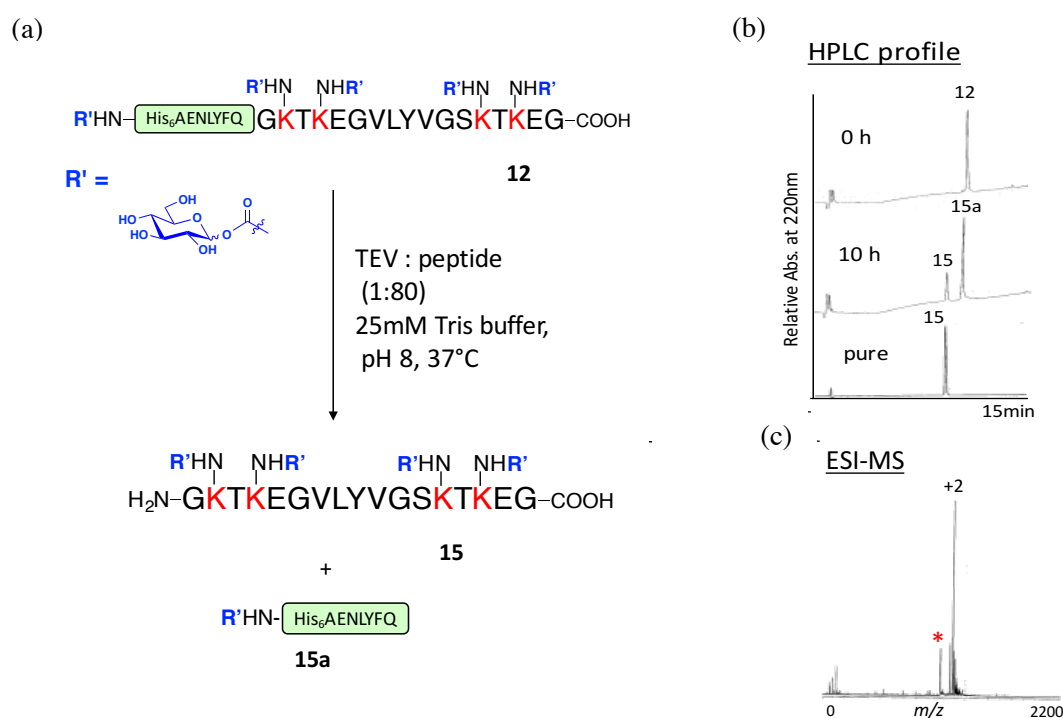 (a)
R'HN NHR' R'HN NHR'
R'HN- His₆AENLYFQ GKTKEGVLYVGSKTKEG-COOH
12
R' =
OH
HO
O
O
HO
OH
O
TEV : peptide
(1:80)
25mM Tris buffer,
pH 8, 37°C
R'HN NHR' R'HN NHR'
H₂N-GKTKEGVLYVGSKTKEG-COOH
15
+
R'HN- His₆AENLYFQ
15a
(b)
HPLC profile
12
0 h
15a
10 h
15
15
pure
Relative Abs. at 220nm
15min
(c)
ESI-MS
+2
*
0
m/z
2200